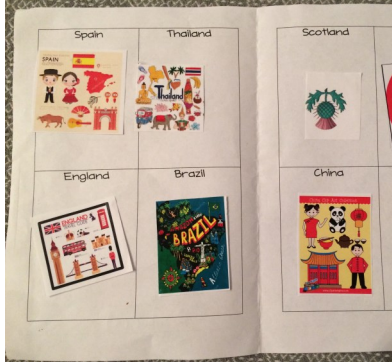 Spain
Thailand
Scotland
SPAIN
Thailand
England
Brazil
China
ENGLAND
BRAZIL